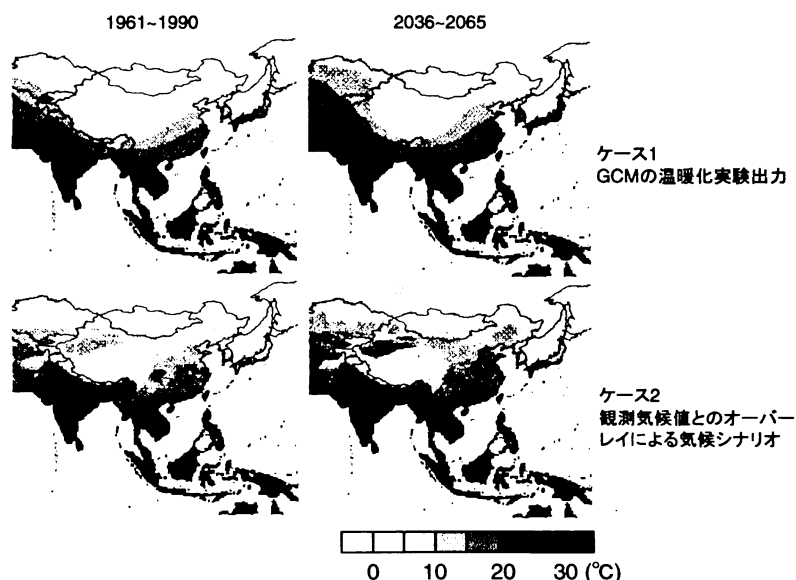 1961~1990
2036~2065
ケース1
GCMの温暖化実験出力
ケース2
観測気候値とのオーバー
レイによる気候シナリオ
0 10 20 30 (℃)